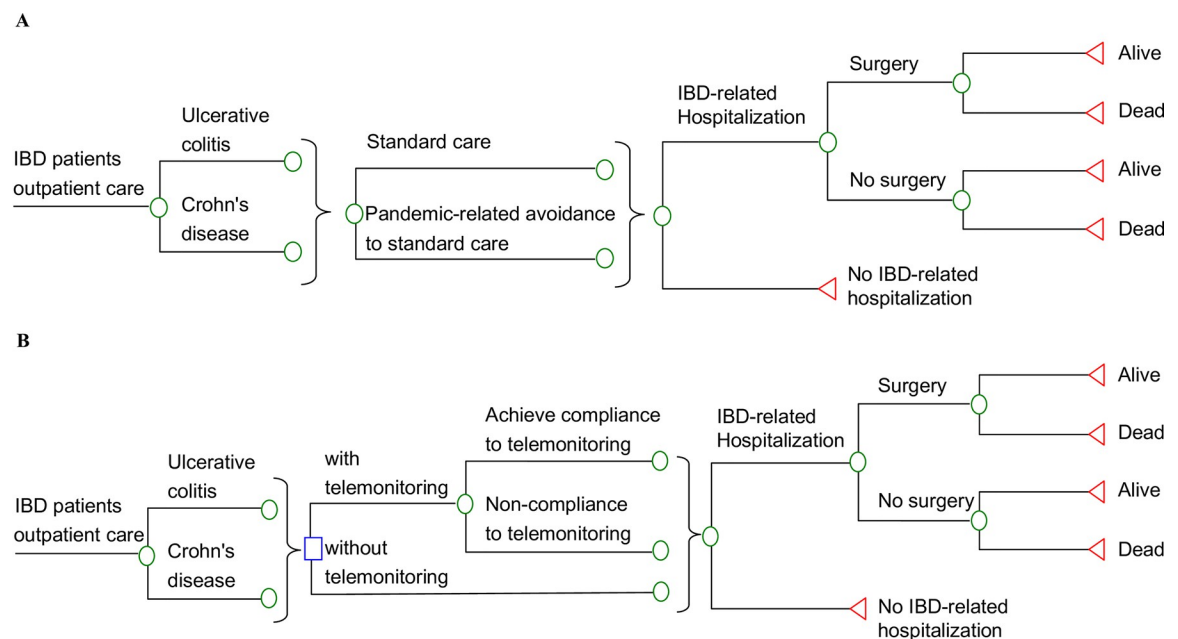 A
IBD patients
outpatient care
Ulcerative
colitis
Crohn's
disease
Standard care
Pandemic-related avoidance
to standard care
IBD-related
Hospitalization
Surgery
Alive
Dead
No surgery
Alive
Dead
No IBD-related
hospitalization
B
IBD patients
outpatient care
Ulcerative
colitis
Crohn's
disease
with
telemonitoring
without
telemonitoring
Achieve compliance
to telemonitoring
Non-compliance
to telemonitoring
IBD-related
Hospitalization
Surgery
Alive
Dead
No surgery
Alive
Dead
No IBD-related
hospitalization